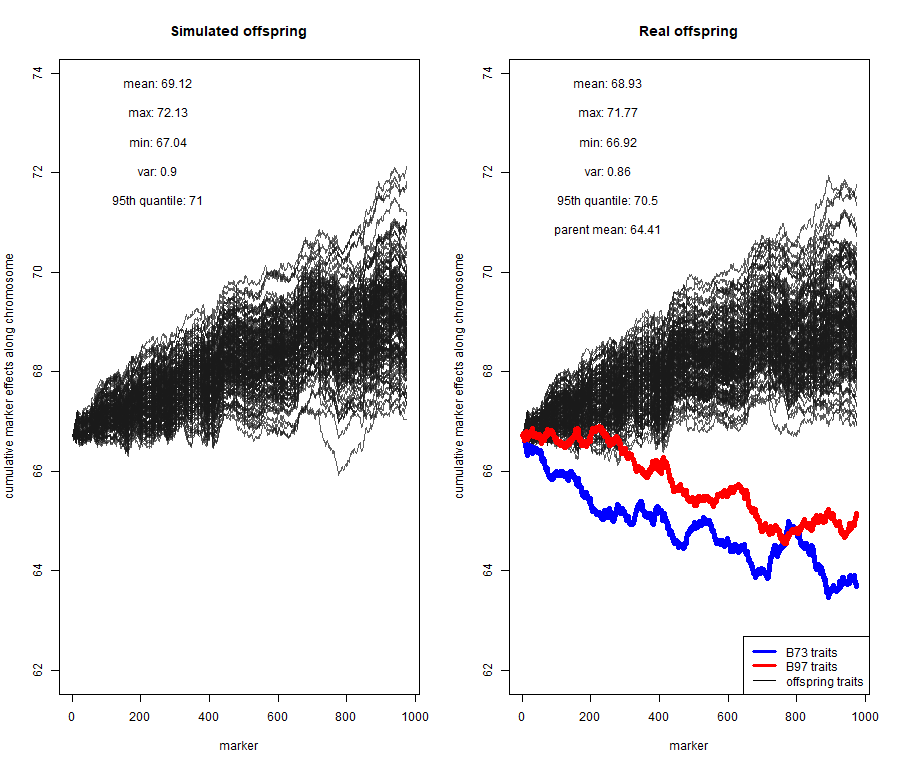 Simulated offspring
mean: 69.12
max: 72.13
min: 67.04
var: 0.9
95th quantile: 71
74
72
70
68
66
64
62
cumulative marker effects along chromosome
0
200
400
600
800
1000
marker
Real offspring
mean: 68.93
max: 71.77
min: 66.92
var: 0.86
95th quantile: 70.5
parent mean: 64.41
74
72
70
68
66
64
62
cumulative marker effects along chromosome
B73 traits
B97 traits
offspring traits
0
200
400
600
800
1000
marker